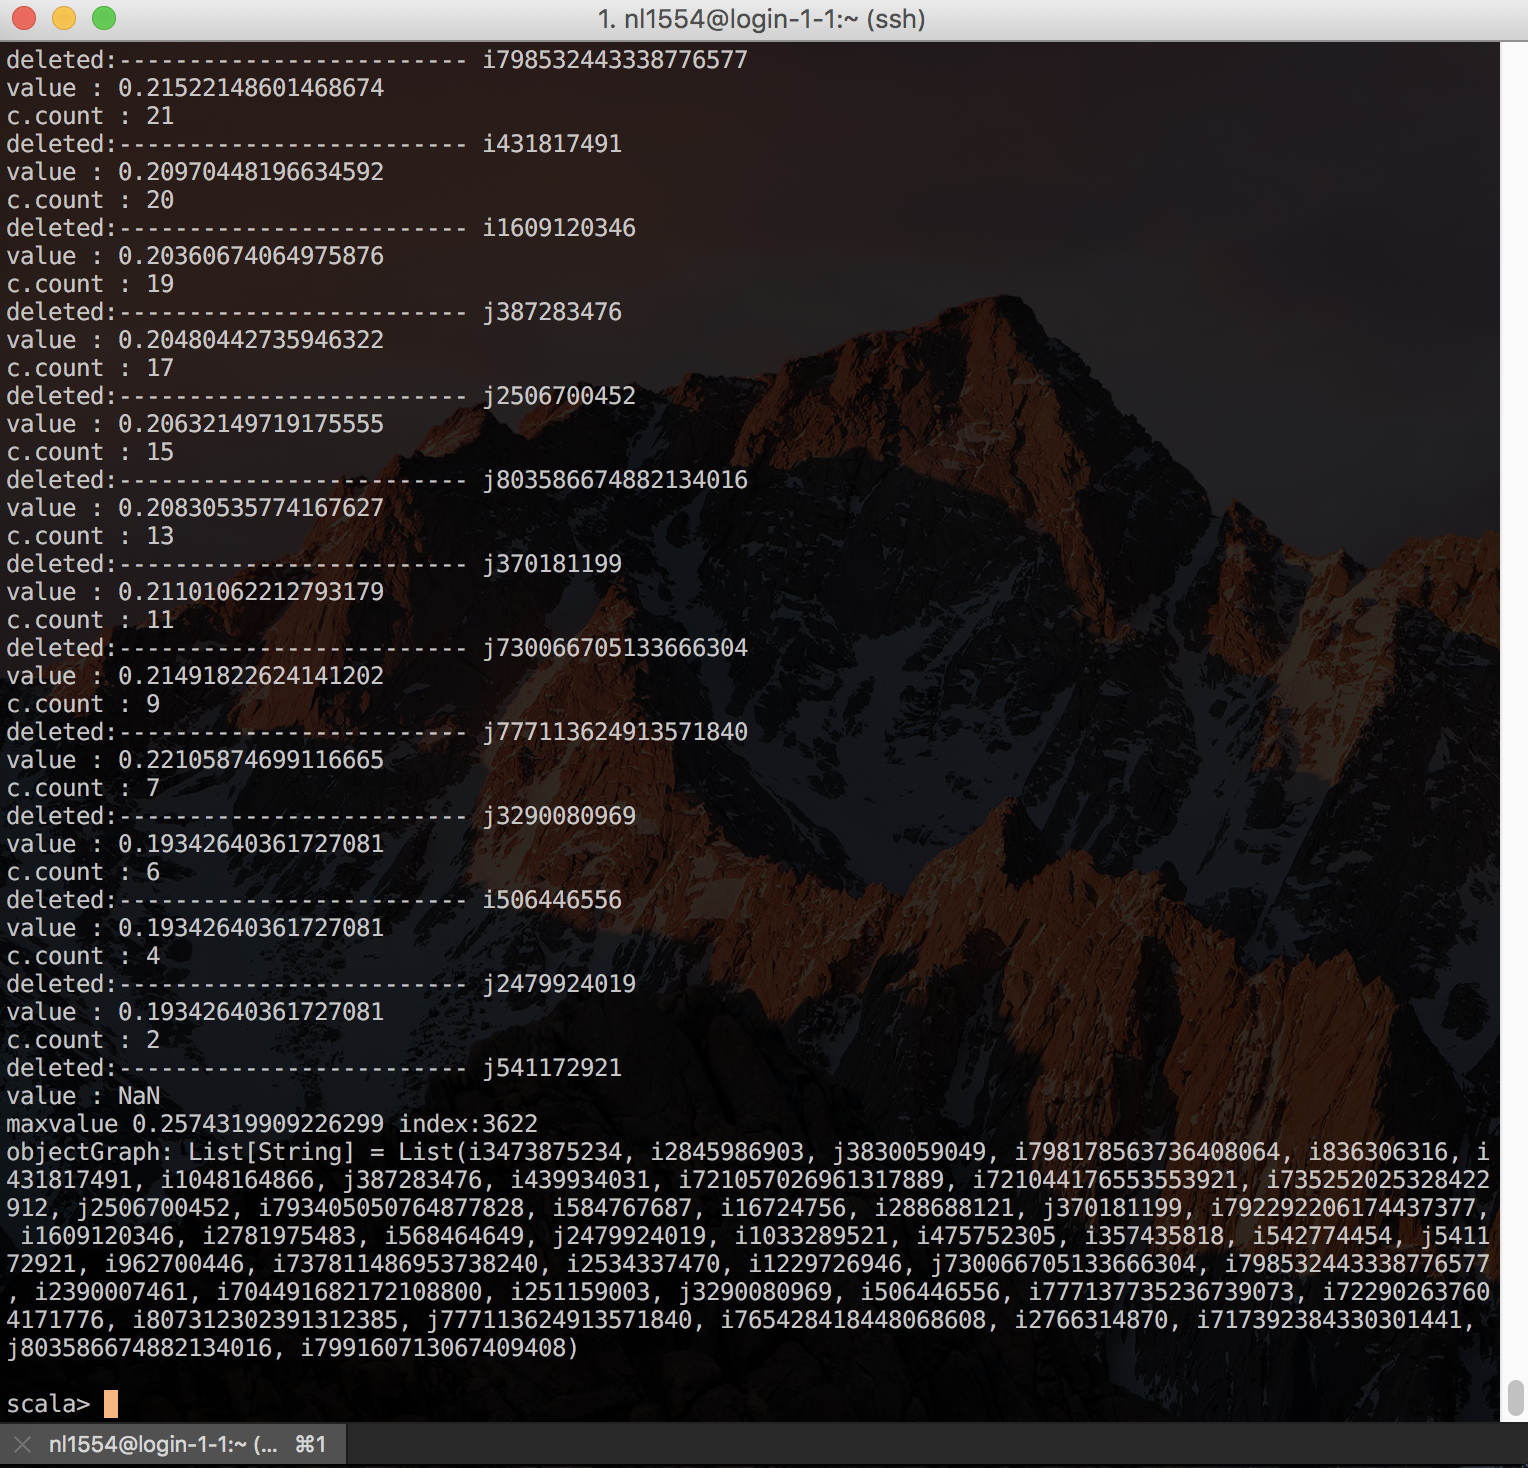 1. nl1554@login-1-1:~ (ssh)
deleted:------------------------- i798532443338776577
value : 0.21522148601468674
c.count : 21
deleted:------------------------- i431817491
value : 0.20970448196634592
c.count : 20
deleted:------------------------- i1609120346
value : 0.20360674064975876
c.count : 19
deleted:------------------------- j387283476
value : 0.20480442735946322
c.count : 17
deleted:------------------------- j2506700452
value : 0.20632149719175555
c.count : 15
deleted:------------------------- j803586674882134016
value : 0.20830535774167627
c.count : 13
deleted:------------------------- j370181199
value : 0.21101062212793179
c.count : 11
deleted:------------------------- j730066705133666304
value : 0.21491822624141202
c.count : 9
deleted:------------------------- j777113624913571840
value : 0.22105874699116665
c.count : 7
deleted:------------------------- j3290080969
value : 0.19342640361727081
c.count : 6
deleted:------------------------- i506446556
value : 0.19342640361727081
c.count : 4
deleted:------------------------- j2479924019
value : 0.19342640361727081
c.count : 2
deleted:------------------------- j541172921
value : NaN
maxvalue 0.2574319909226299 index:3622
objectGraph: List[String] = List(i3473875234, i2845986903, j3830059049, i798178563736408064, i836306316, i
431817491, i1048164866, j387283476, i439934031, i721057026961317889, i721044176553553921, i735252025328422
912, j2506700452, i793405050764877828, i584767687, i16724756, i288688121, j370181199, i792292206174437377,
i1609120346, i2781975483, i568464649, j2479924019, i1033289521, i475752305, i357435818, i542774454, j5411
72921, i962700446, i737811486953738240, i2534337470, i1229726946, j730066705133666304, i798532443338776577
, i2390007461, i704491682172108800, i251159003, j3290080969, i506446556, i777137735236739073, i72290263760
4171776, i807312302391312385, j777113624913571840, i765428418448068608, i2766314870, i717392384330301441,
j803586674882134016, i799160713067409408)
scala>
nl1554@login-1-1:~ (... ⌘1